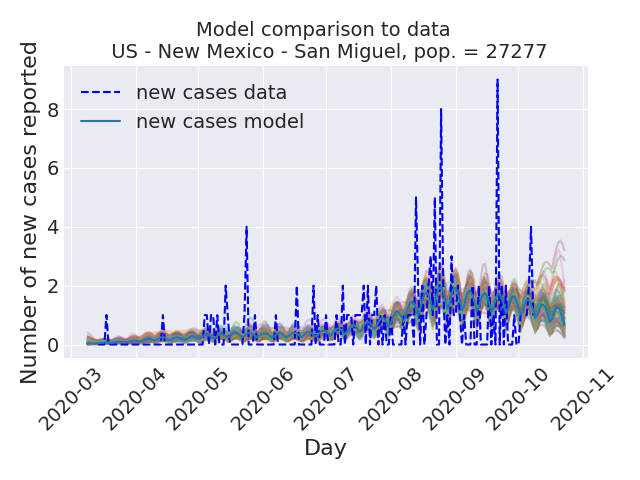 Model comparison to data
US - New Mexico - San Miguel, pop. = 27277
new cases data
new cases model
Number of new cases reported
8
6
4
2
0
2020-03
2020-04
2020-05
2020-06
2020-07
2020-08
2020-09
2020-10
2020-11
Day